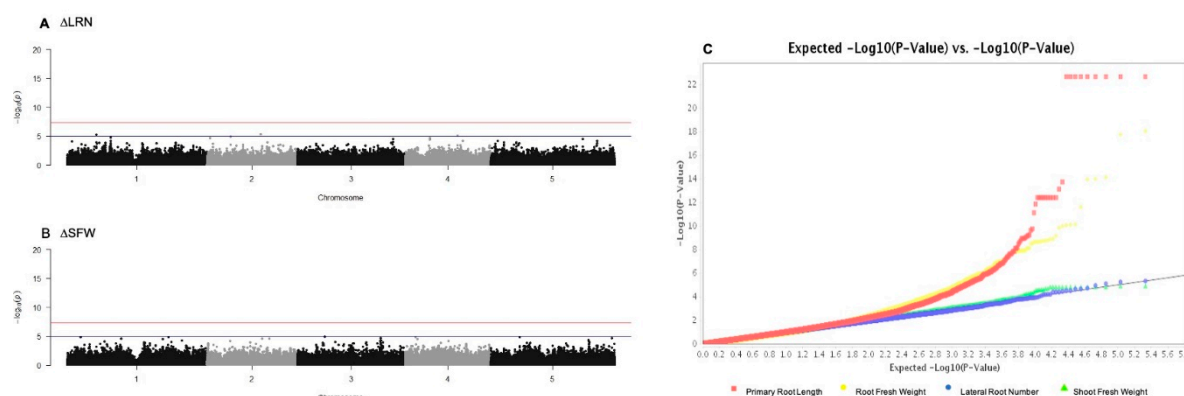 A ΔLRN
20
15
10
5
0
-log₁₀(p)
1 2 3 4 5
Chromosome
B ΔSFW
20
15
10
5
0
-log₁₀(p)
1 2 3 4 5
Chromosome
C Expected -Log10(P-Value) vs. -Log10(P-Value)
22
20
18
16
14
12
10
8
6
4
2
0
-Log10(P-Value)
0.0 0.2 0.4 0.6 0.8 1.0 1.2 1.4 1.6 1.8 2.0 2.2 2.4 2.6 2.8 3.0 3.2 3.4 3.6 3.8 4.0 4.2 4.4 4.6 4.8 5.0 5.2 5.4 5.6
Expected -Log10(P-Value)
Primary Root Length Root Fresh Weight Lateral Root Number Shoot Fresh Weight